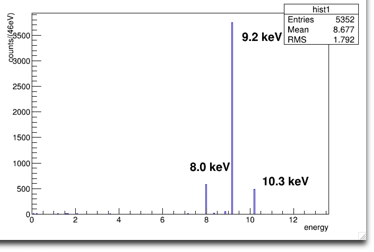 hist1
Entries 5352
Mean 8.677
RMS 1.792
counts/(46eV)
3500
3000
2500
2000
1500
1000
500
0
9.2 keV
8.0 keV
10.3 keV
0 2 4 6 8 10 12
energy